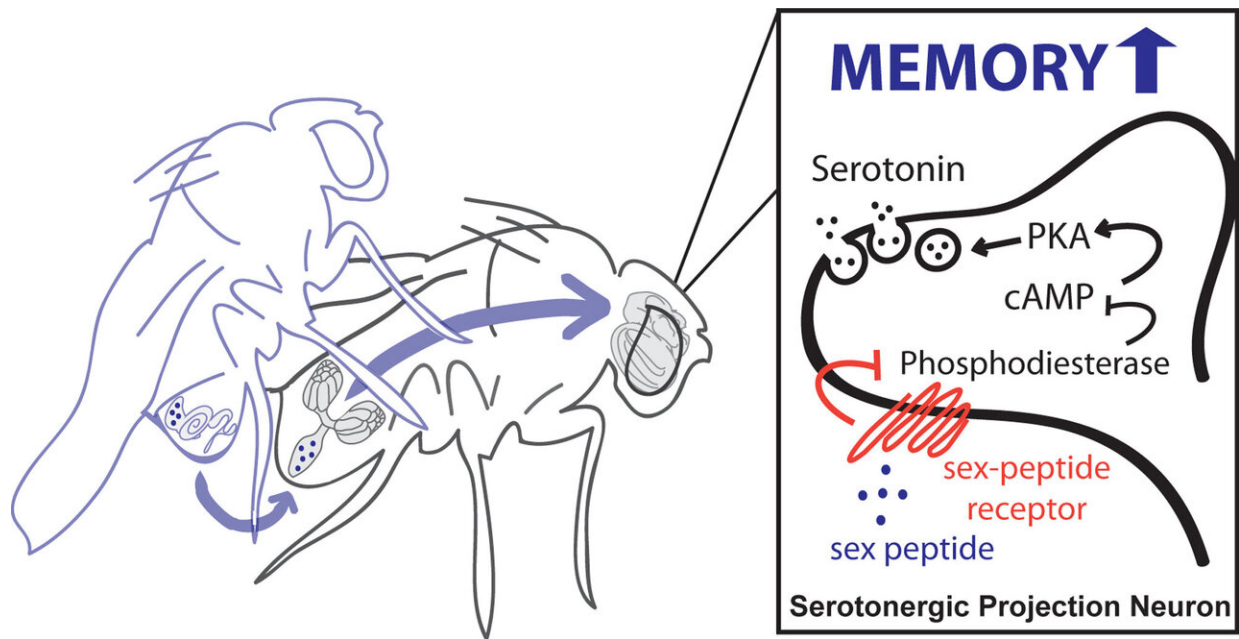 MEMORY
Serotonin
PKA
cAMP
Phosphodiesterase
sex-peptide
receptor
sex peptide
Serotonergic Projection Neuron